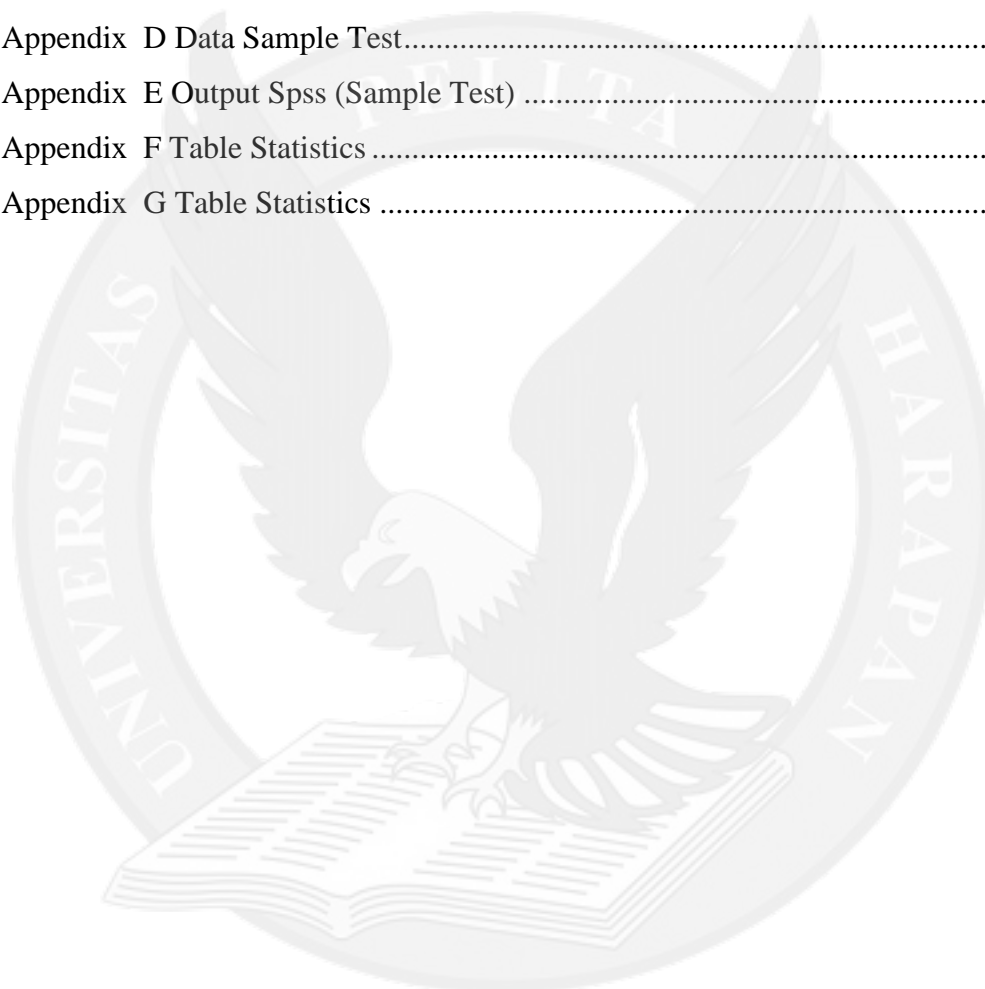 Appendix D Data Sample Test..........................................................................
Appendix E Output Spss (Sample Test) ..........................................................
Appendix F Table Statistics .............................................................................
Appendix G Table Statistics ............................................................................
UNIVERSITAS PELITA HARAPAN